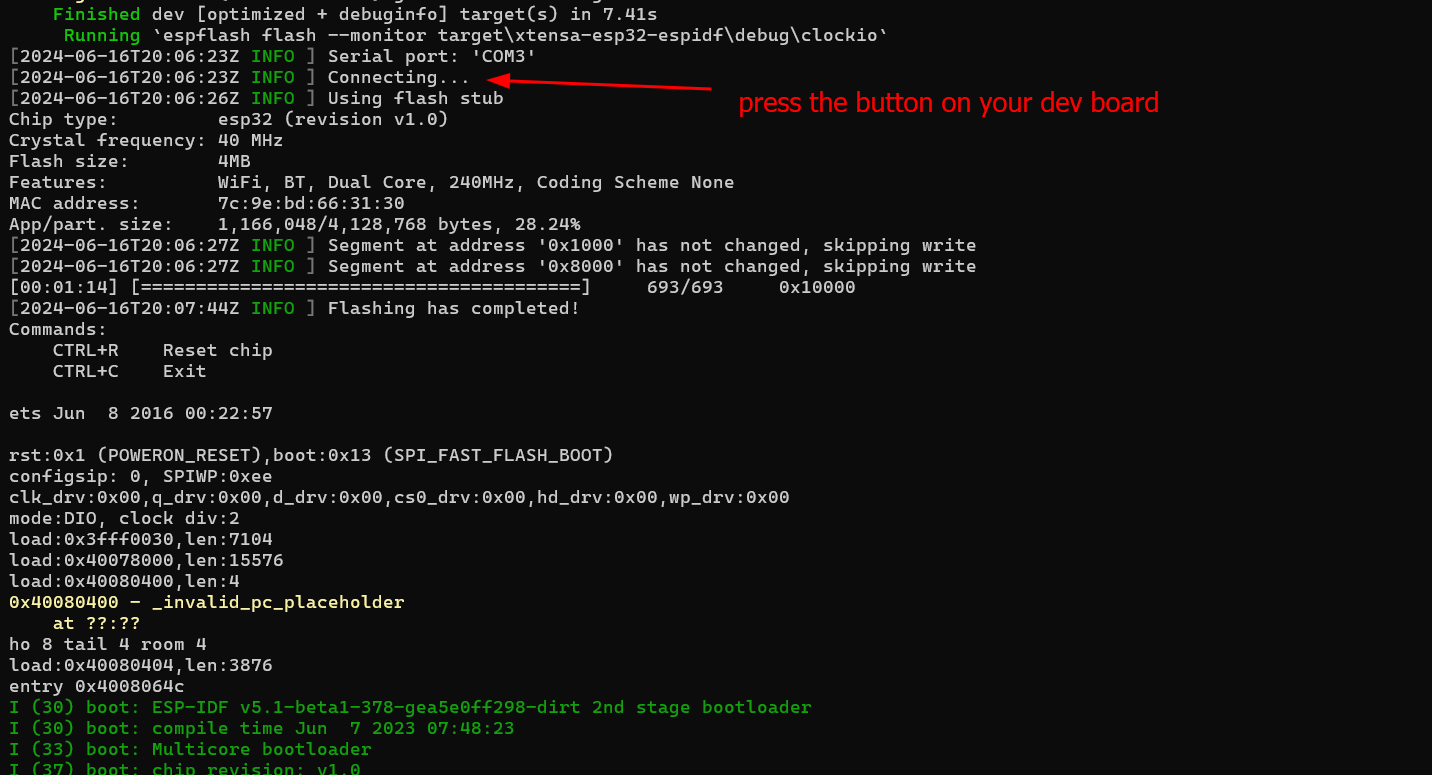 Finished dev [optimized + debuginfo] target(s) in 7.41s
Running `espflash flash --monitor target\xtensa-esp32-espidf\debug\clockio`
[2024-06-16T20:06:23Z INFO ] Serial port: 'COM3'
[2024-06-16T20:06:23Z INFO ] Connecting...
press the button on your dev board
[2024-06-16T20:06:26Z INFO ] Using flash stub
Chip type:         esp32 (revision v1.0)
Crystal frequency: 40 MHz
Flash size:        4MB
Features:          WiFi, BT, Dual Core, 240MHz, Coding Scheme None
MAC address:       7c:9e:bd:66:31:30
App/part. size:    1,166,048/4,128,768 bytes, 28.24%
[2024-06-16T20:06:27Z INFO ] Segment at address '0x1000' has not changed, skipping write
[2024-06-16T20:06:27Z INFO ] Segment at address '0x8000' has not changed, skipping write
[00:01:14] [========================================]     693/693     0x10000
[2024-06-16T20:07:44Z INFO ] Flashing has completed!
Commands:
    CTRL+R    Reset chip
    CTRL+C    Exit
ets Jun  8 2016 00:22:57
rst:0x1 (POWERON_RESET),boot:0x13 (SPI_FAST_FLASH_BOOT)
configsip: 0, SPIWP:0xee
clk_drv:0x00,q_drv:0x00,d_drv:0x00,cs0_drv:0x00,hd_drv:0x00,wp_drv:0x00
mode:DIO, clock div:2
load:0x3fff0030,len:7104
load:0x40078000,len:15576
load:0x40080400,len:4
0x40080400 - _invalid_pc_placeholder
    at ??:??
ho 8 tail 4 room 4
load:0x40080404,len:3876
entry 0x4008064c
I (30) boot: ESP-IDF v5.1-beta1-378-gea5e0ff298-dirt 2nd stage bootloader
I (30) boot: compile time Jun  7 2023 07:48:23
I (33) boot: Multicore bootloader
I (37) boot: chip revision: v1.0